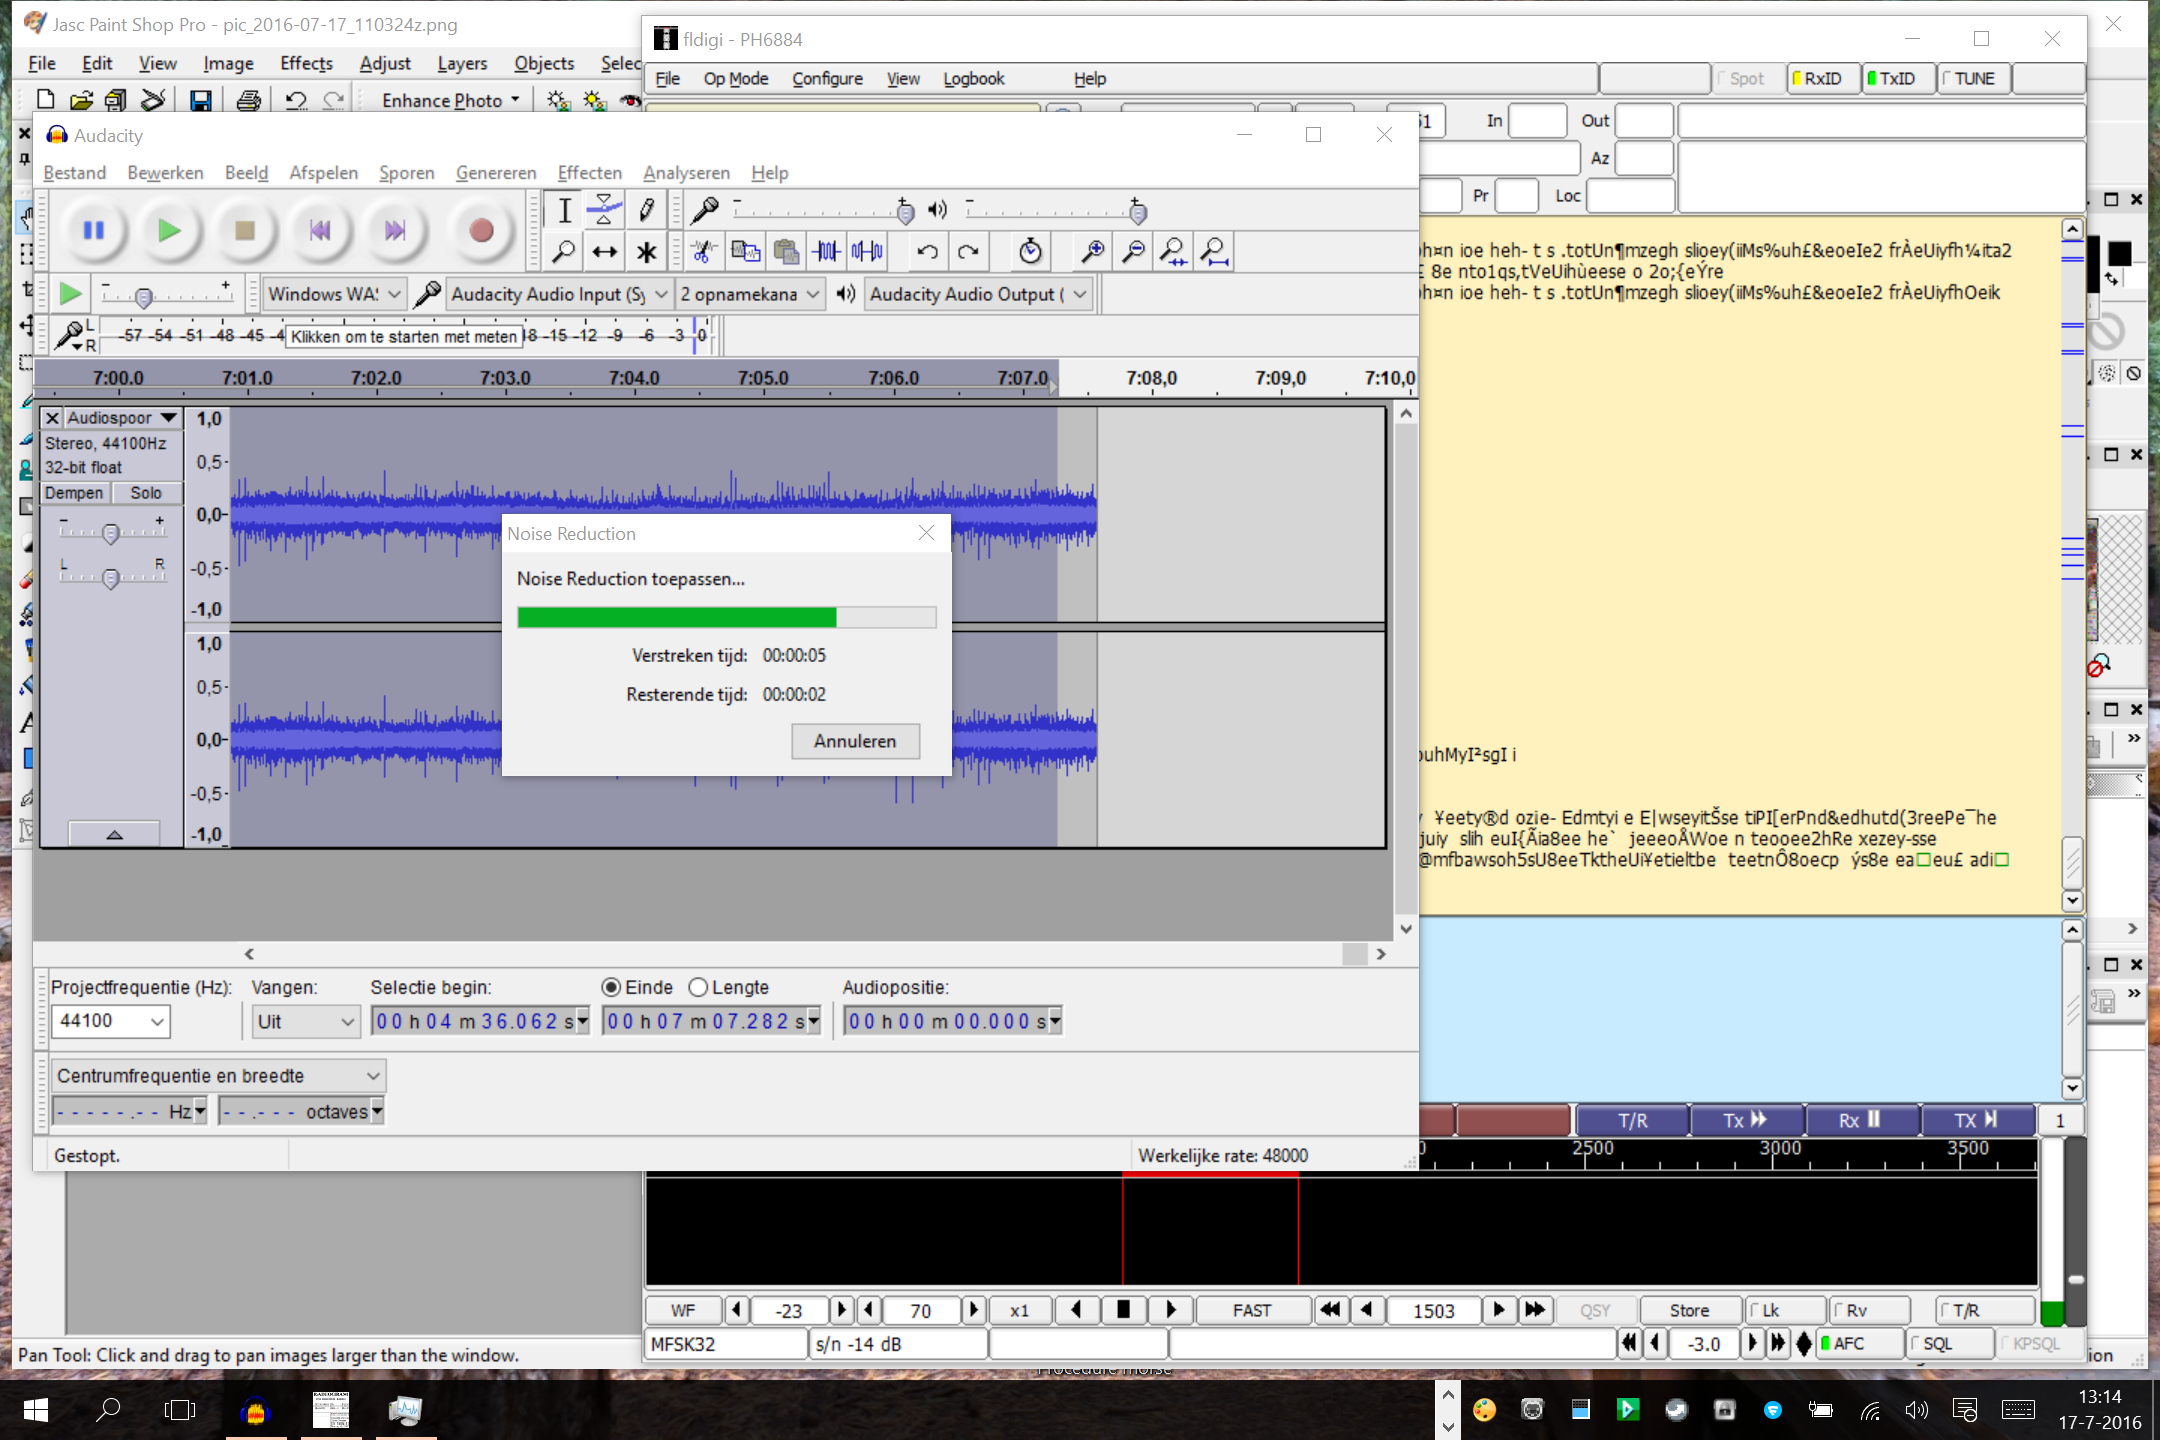 Jasc Paint Shop Pro - pic_2016-07-17_110324z.png
File Edit View Image Effects Adjust Layers Objects Selec
Enhance Photo
fldigi - PH6884
File Op Mode Configure View Logbook Help
Spot RxID TxID TUNE
In Out
Az
Pr Loc
Audacity
Bestand Bewerken Beeld Afspelen Sporen Genereren Effecten Analyseren Help
Windows WAS Audacity Audio Input (Sy 2 opnamekana Audacity Audio Output (
L
R
-57 -54 -51 -48 -45 -4 Klikken om te starten met meten 18 -15 -12 -9 -6 -3 0
7:00.0 7:01.0 7:02.0 7:03.0 7:04.0 7:05.0 7:06.0 7:07.0 7:08,0 7:09,0 7:10,0
Audiospoor
Stereo, 44100Hz
32-bit float
Dempen Solo
- +
L R
1,0
0,5-
0,0-
-0,5-
-1,0
1,0
0,5-
0,0-
-0,5-
-1,0
Noise Reduction
Noise Reduction toepassen...
Verstreken tijd: 00:00:05
Resterende tijd: 00:00:02
Annuleren
h¤n ioe heh- t s .totUn¶mzegh slioey(iiMs%uh£&eoeIe2 frÀeUiyfh¼ita2
8e nto1qs,tVeUihùeese o 2o;{eÝre
h¤n ioe heh- t s .totUn¶mzegh slioey(iiMs%uh£&eoeIe2 frÀeUiyfhOeik
ouhMyI²sgI i
¥eety®d ozie- Edmtyi e E|wseyitŠse tiPI[erPnd&edhutd(3reePe¯he
juiy slih euI{Ãia8ee he` jeeeoÅWoe n teooee2hRe xezey-sse
@mfbawsoh5sU8eeTktheUi¥etieltbe teetnÔ8oecp ýs8e ea□eu£ adi□
Projectfrequentie (Hz): Vangen: Selectie begin: Einde Lengte Audiopositie:
44100 Uit 00 h 04 m 36.062 s 00 h 07 m 07.282 s 00 h 00 m 00.000 s
Centrumfrequentie en breedte
- - - - - . - - Hz - - . - - - octaves
Gestopt. Werkelijke rate: 48000
T/R Tx Rx TX 1
2500 3000 3500
WF -23 70 x1 FAST 1503 QSY Store Lk Rv T/R
MFSK32 s/n -14 dB -3.0 AFC SQL KPSQL
Pan Tool: Click and drag to pan images larger than the window. ion
Procedure morse
13:14
17-7-2016